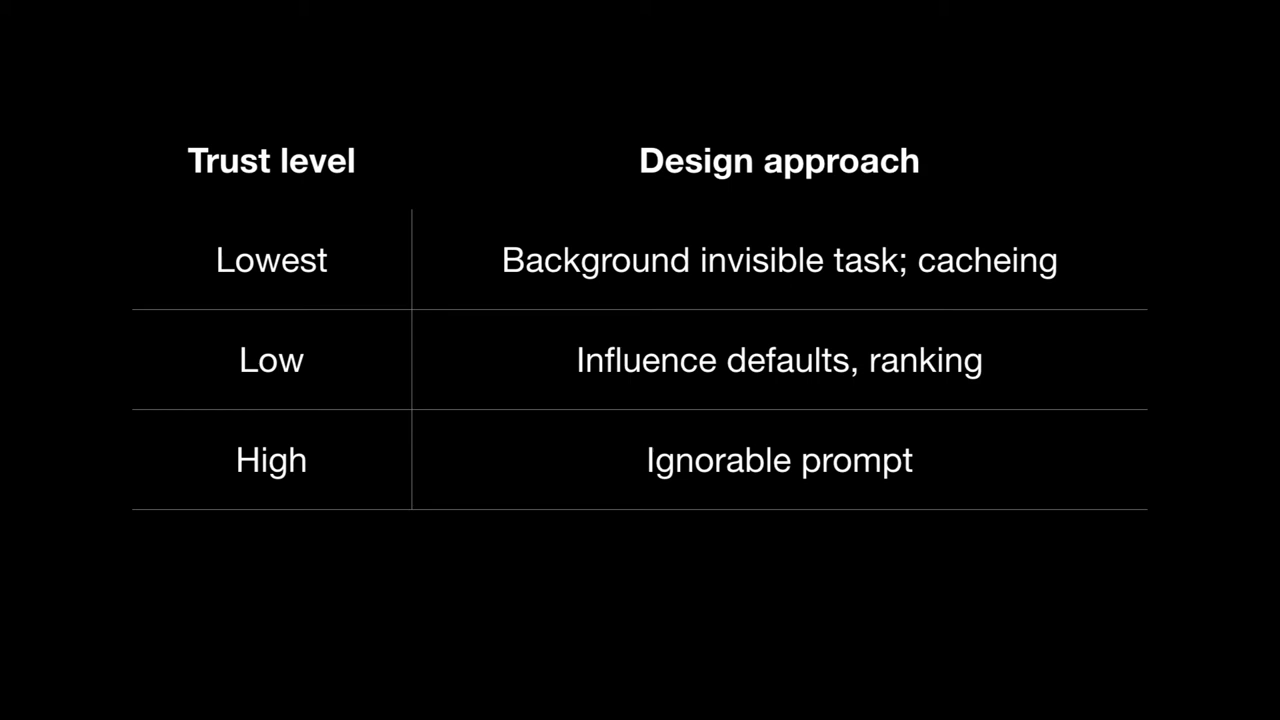 Trust level Design approach
Lowest Background invisible task; cacheing
Low Influence defaults, ranking
High Ignorable prompt